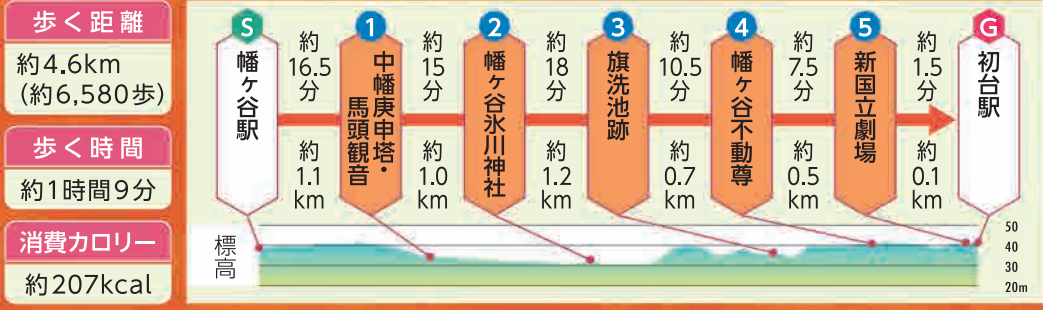 歩く距離
約4.6km
（約6,580歩）
歩く時間
約1時間9分
消費カロリー
約207kcal
S
幡ヶ谷駅
約
16.5
分
約
1.1
km
1
中幡庚申塔・
馬頭観音
約
15
分
約
1.0
km
2
幡ヶ谷氷川神社
約
18
分
約
1.2
km
3
旗洗池跡
約
10.5
分
約
0.7
km
4
幡ヶ谷不動尊
約
7.5
分
約
0.5
km
5
新国立劇場
約
1.5
分
約
0.1
km
G
初台駅
標高
50
40
30
20m